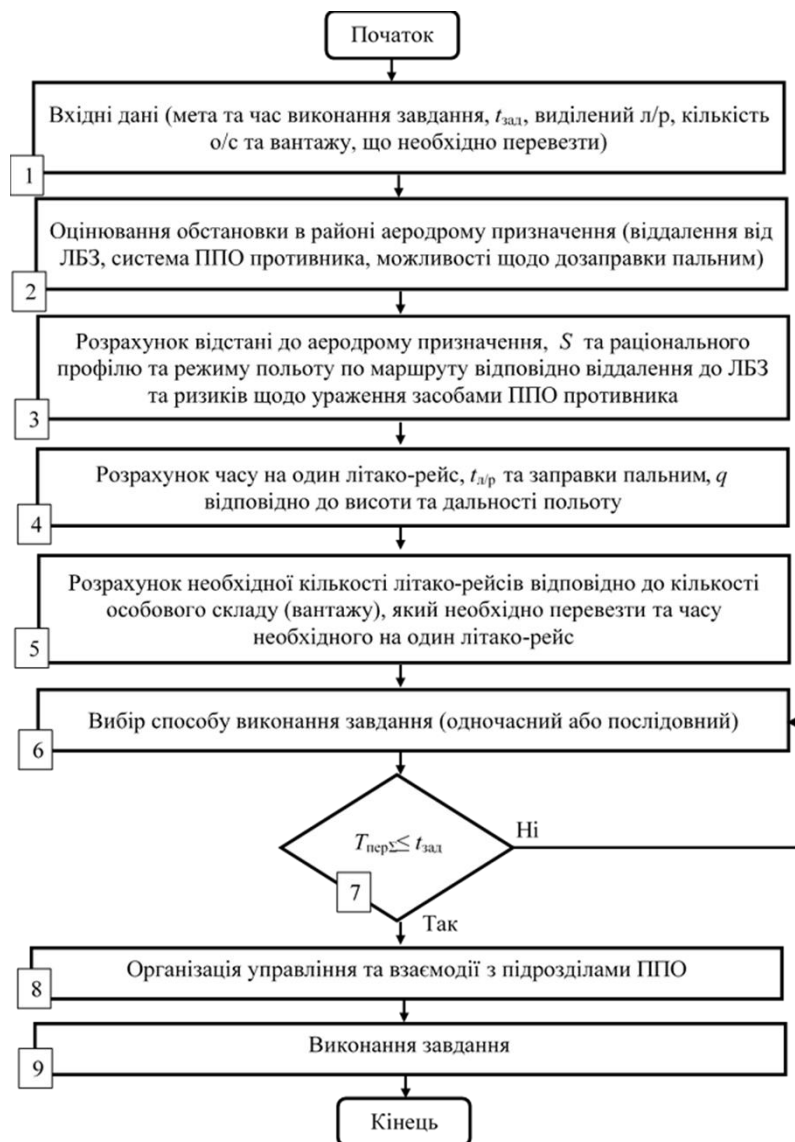 Початок
Вхідні дані (мета та час виконання завдання, tзад, виділений л/р, кількість
о/с та вантажу, що необхідно перевезти)
1
Оцінювання обстановки в районі аеродрому призначення (віддалення від
ЛБЗ, система ППО противника, можливості щодо дозаправки пальним)
2
Розрахунок відстані до аеродрому призначення, S та раціонального
профілю та режиму польоту по маршруту відповідно віддалення до ЛБЗ
та ризиків щодо ураження засобами ППО противника
3
Розрахунок часу на один літако-рейс, tл/р та заправки пальним, q
відповідно до висоти та дальності польоту
4
Розрахунок необхідної кількості літако-рейсів відповідно до кількості
особового складу (вантажу), який необхідно перевезти та часу
необхідного на один літако-рейс
5
Вибір способу виконання завдання (одночасний або послідовний)
6
Ні
TперΣ ≤ tзад
7
Так
Організація управління та взаємодії з підрозділами ППО
8
Виконання завдання
9
Кінець